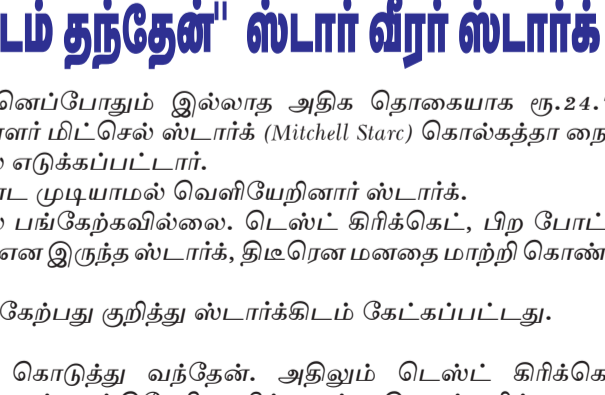 டம் தந்தேன்" ஸ்டார் வீரர் ஸ்டார்க்
னெப்போதும் இல்லாத அதிக தொகையாக ரூ.24.
ளர் மிட்செல் ஸ்டார்க் (Mitchell Starc) கொல்கத்தா நை
எடுக்கப்பட்டார்.
ட முடியாமல் வெளியேறினார் ஸ்டார்க்.
பங்கேற்கவில்லை. டெஸ்ட் கிரிக்கெட், பிற போட்
என இருந்த ஸ்டார்க், திடீரென மனதை மாற்றி கொண்
கேற்பது குறித்து ஸ்டார்க்கிடம் கேட்கப்பட்டது.
கொடுத்து வந்தேன். அதிலும் டெஸ்ட் கிரிக்கெ